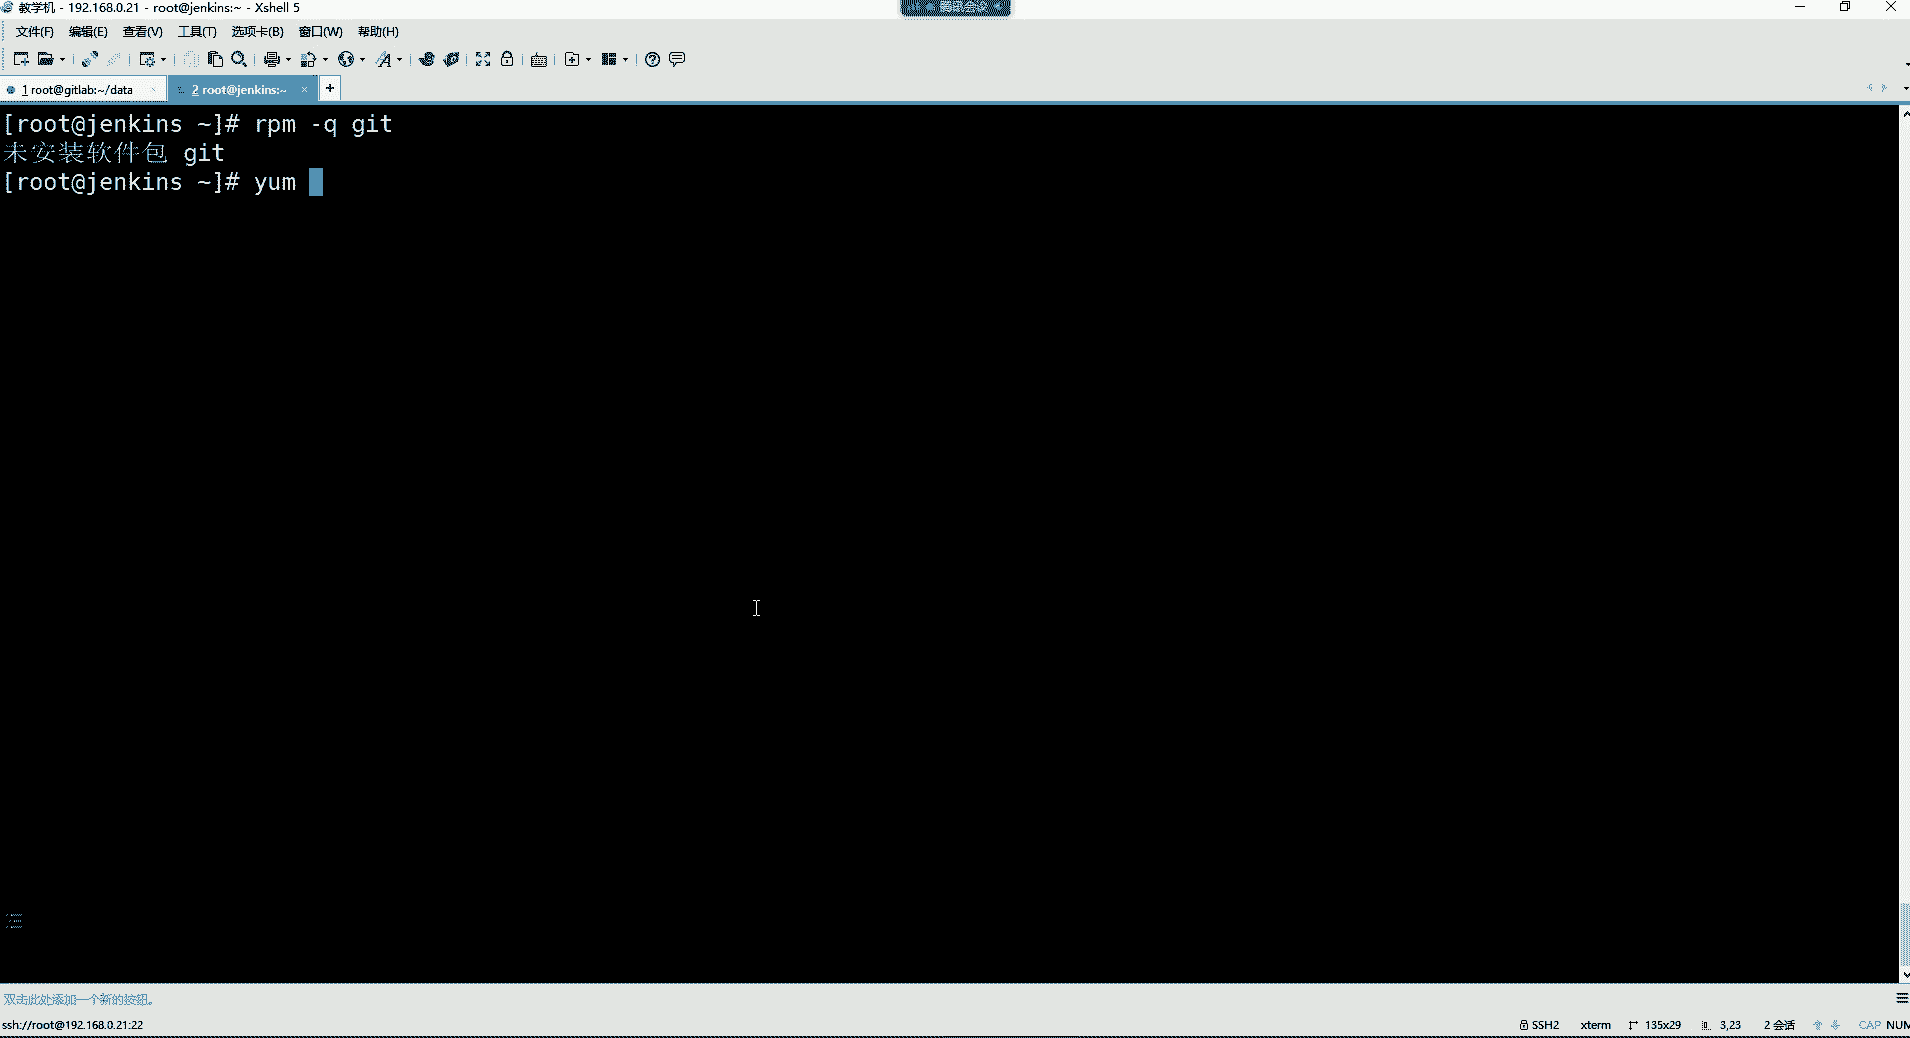 教学机 - 192.168.0.21 - root@jenkins:~ - Xshell 5
腾讯会议
文件(F) 编辑(E) 查看(V) 工具(T) 选项卡(B) 窗口(W) 帮助(H)
1 root@gitlab:~/data 2 root@jenkins:~
[root@jenkins ~]# rpm -q git
未安装软件包 git
[root@jenkins ~]# yum
双击此处添加一个新的按钮。
ssh://root@192.168.0.21:22 SSH2 xterm 135x29 3,23 2 会话 CAP NUM